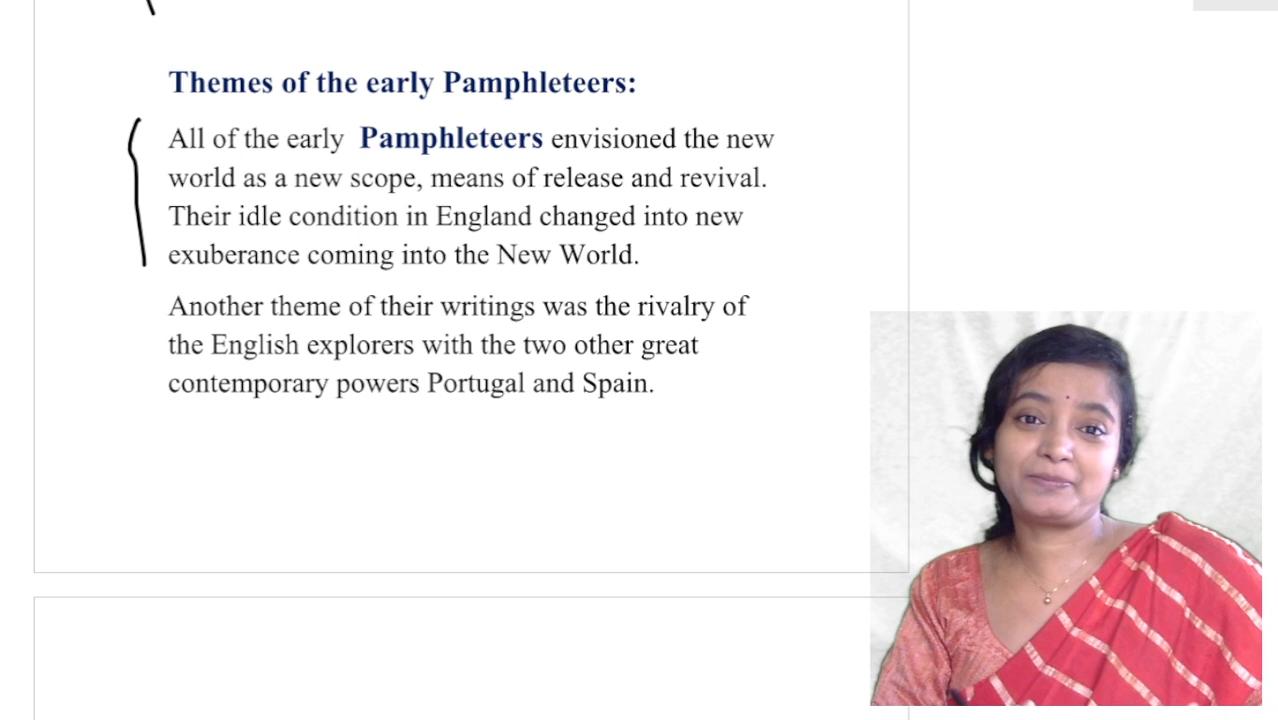 Themes of the early Pamphleteers:
All of the early Pamphleteers envisioned the new
world as a new scope, means of release and revival.
Their idle condition in England changed into new
exuberance coming into the New World.
Another theme of their writings was the rivalry of
the English explorers with the two other great
contemporary powers Portugal and Spain.